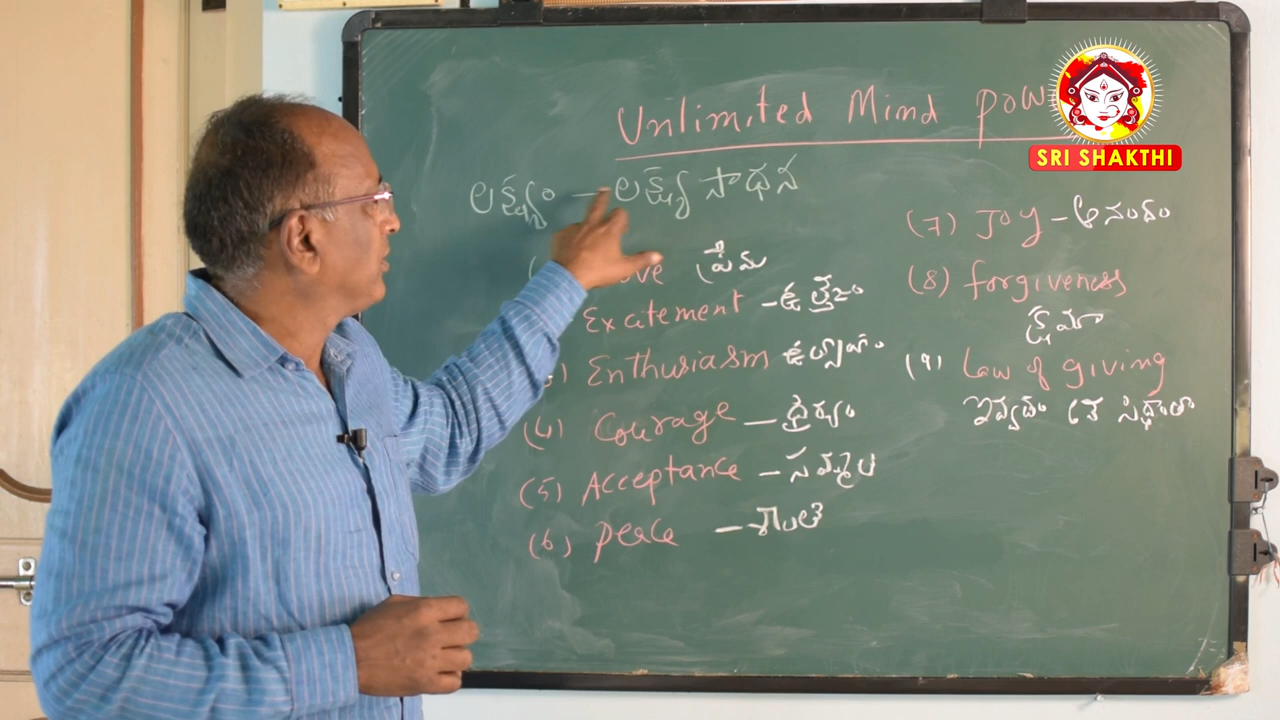 Unlimited Mind pow
SRI SHAKTHI
లక్ష్యం - లక్ష్య సాధన
ove ప్రేమ
Excitement - ఉత్తేజం
) Enthusiasm ఉత్సాహం
(4) Courage - ధైర్యం
(5) Acceptance - సమ్మతి
(6) peace - శాంతి
(7) Joy - ఆనందం
(8) forgiveness
క్షమా
(9) Law of giving
ఇవ్వడం